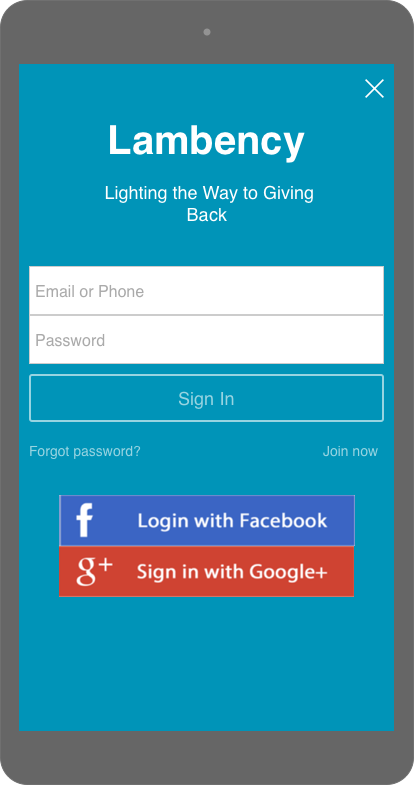 Lambency
Lighting the Way to Giving
Back
Email or Phone
Password
Sign In
Forgot password? Join now
f Login with Facebook
g+ Sign in with Google+